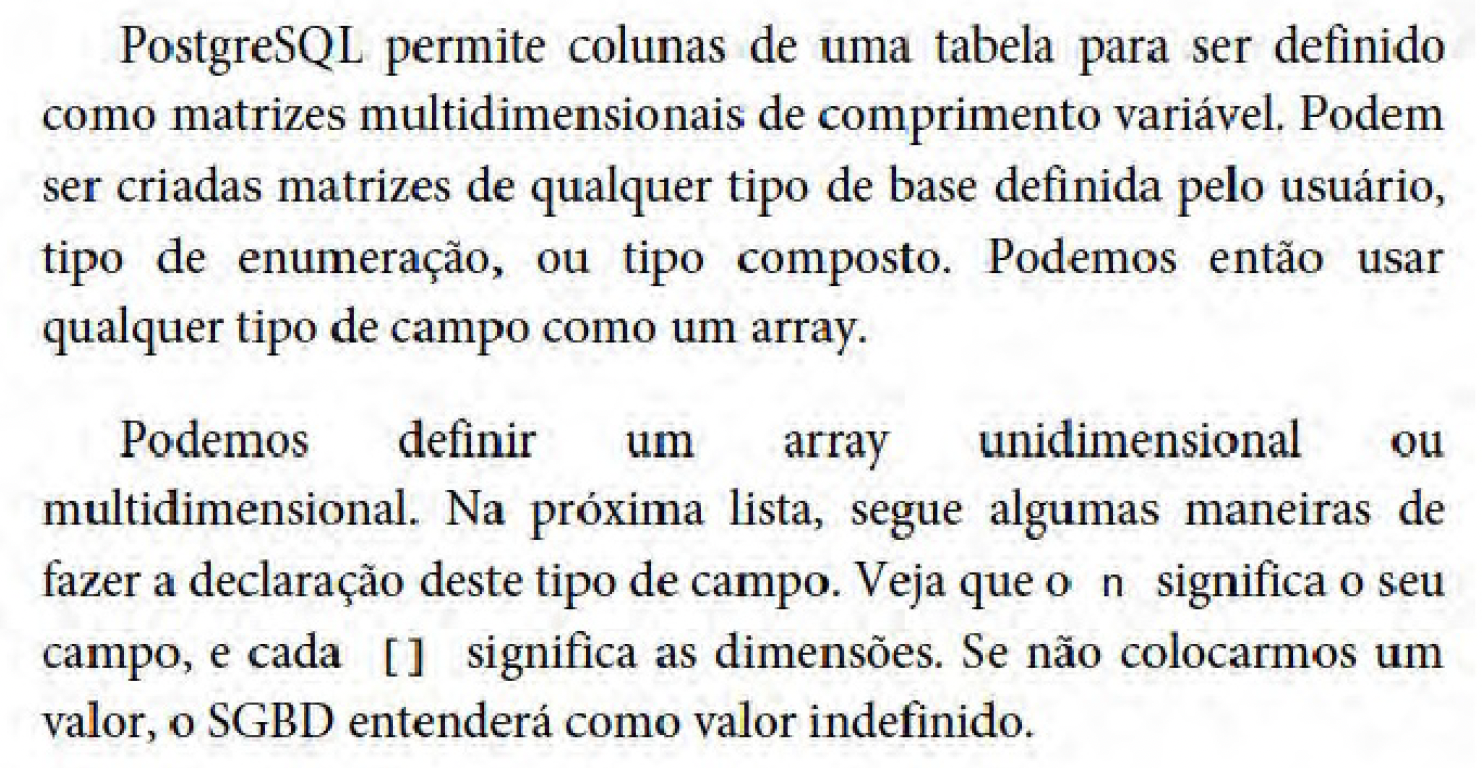 PostgreSQL permite colunas de uma tabela para ser definido
como matrizes multidimensionais de comprimento variável. Podem
ser criadas matrizes de qualquer tipo de base definida pelo usuário,
tipo de enumeração, ou tipo composto. Podemos então usar
qualquer tipo de campo como um array.
Podemos definir um array unidimensional ou
multidimensional. Na próxima lista, segue algumas maneiras de
fazer a declaração deste tipo de campo. Veja que o n significa o seu
campo, e cada [] significa as dimensões. Se não colocarmos um
valor, o SGBD entenderá como valor indefinido.